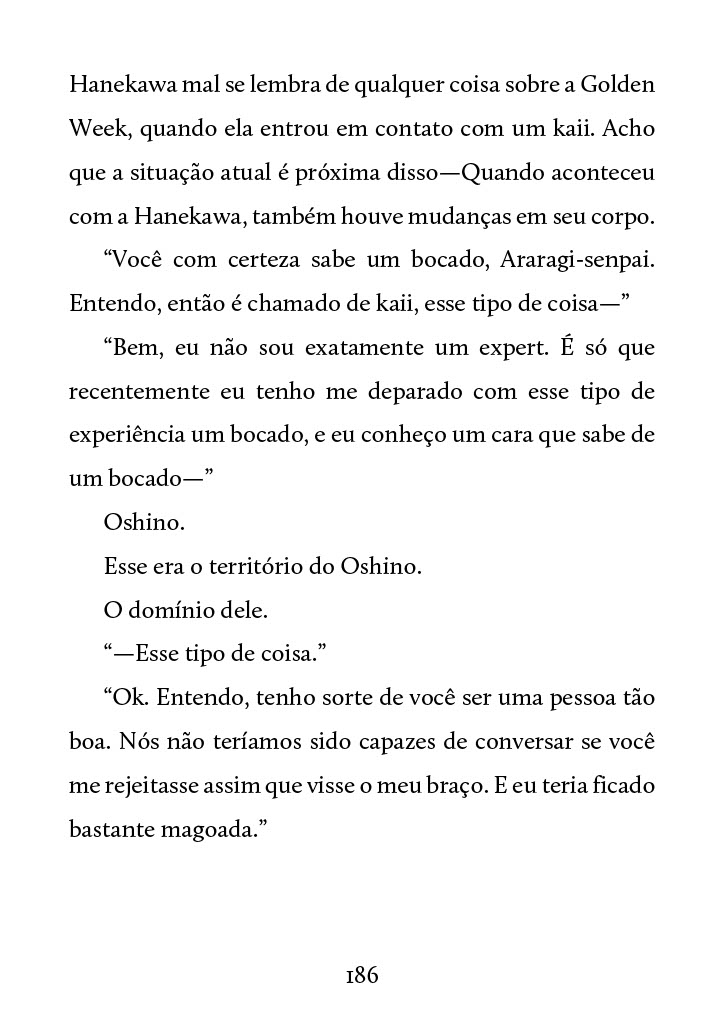 Hanekawa mal se lembra de qualquer coisa sobre a Golden
Week, quando ela entrou em contato com um kaii. Acho
que a situação atual é próxima disso—Quando aconteceu
com a Hanekawa, também houve mudanças em seu corpo.
“Você com certeza sabe um bocado, Araragi-senpai.
Entendo, então é chamado de kaii, esse tipo de coisa—”
“Bem, eu não sou exatamente um expert. É só que
recentemente eu tenho me deparado com esse tipo de
experiência um bocado, e eu conheço um cara que sabe de
um bocado—”
Oshino.
Esse era o território do Oshino.
O domínio dele.
“—Esse tipo de coisa.”
“Ok. Entendo, tenho sorte de você ser uma pessoa tão
boa. Nós não teríamos sido capazes de conversar se você
me rejeitasse assim que visse o meu braço. E eu teria ficado
bastante magoada.”
186